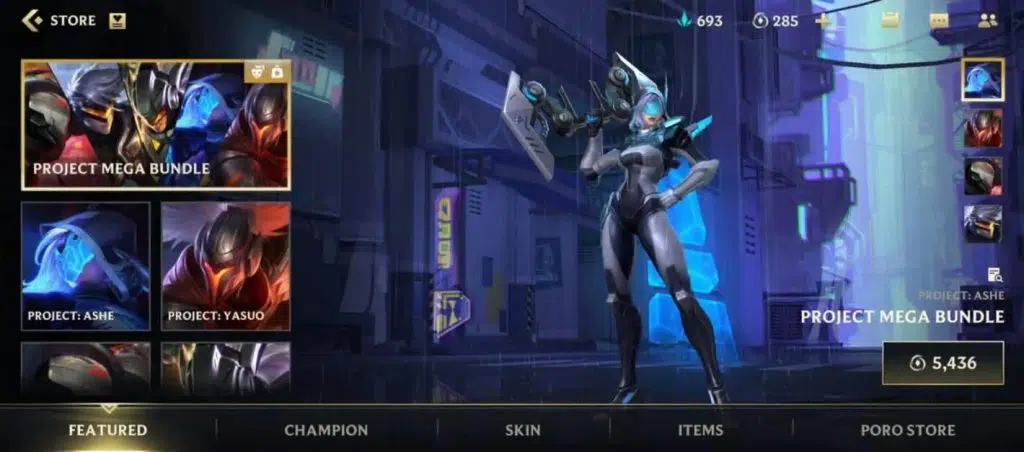 STORE
693
285
PROJECT MEGA BUNDLE
PROJECT: ASHE
PROJECT: YASUO
PROJECT: ASHE
PROJECT MEGA BUNDLE
5,436
FEATURED
CHAMPION
SKIN
ITEMS
PORO STORE